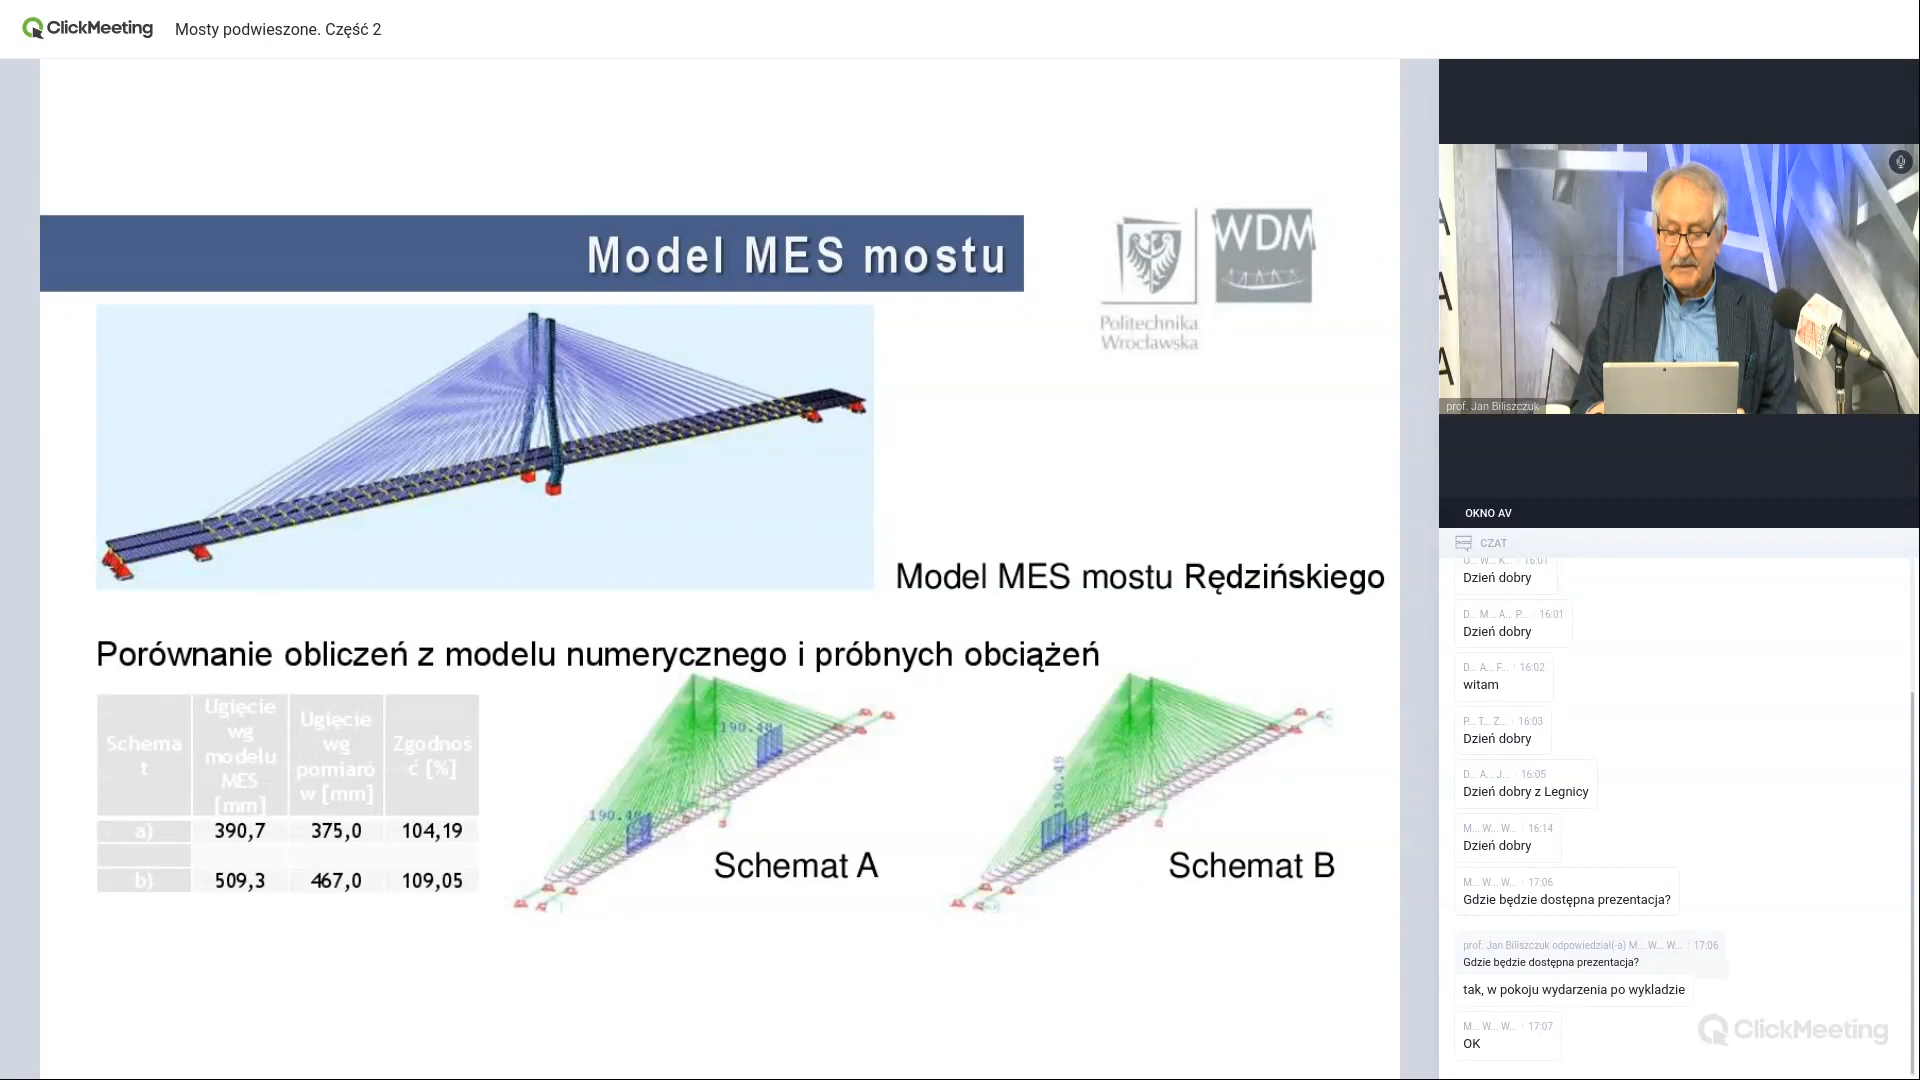 ClickMeeting
Mosty podwieszone. Część 2
Model MES mostu
WDM
Politechnika
Wrocławska
Model MES mostu Rędzińskiego
Porównanie obliczeń z modelu numerycznego i próbnych obciążeń
Schema
t
Ugięcie
wg
modelu
MES
[mm]
Ugięcie
wg
pomiaró
w [mm]
Zgodnoś
ć [%]
a)
390,7
375,0
104,19
b)
509,3
467,0
109,05
190.48
190.48
Schemat A
190.48
Schemat B
prof. Jan Biliszczuk
OKNO AV
CZAT
U... W... K... 16:01
Dzień dobry
D... M... A... P... 16:01
Dzień dobry
D... A... F... 16:02
witam
P... T... Z... 16:03
Dzień dobry
D... A... J... 16:05
Dzień dobry z Legnicy
M... W... W... 16:14
Dzień dobry
M... W... W... 17:06
Gdzie będzie dostępna prezentacja?
prof. Jan Biliszczuk odpowiedział(-a) M... W... W... 17:06
Gdzie będzie dostępna prezentacja?
tak, w pokoju wydarzenia po wykladzie
M... W... W... 17:07
OK
ClickMeeting